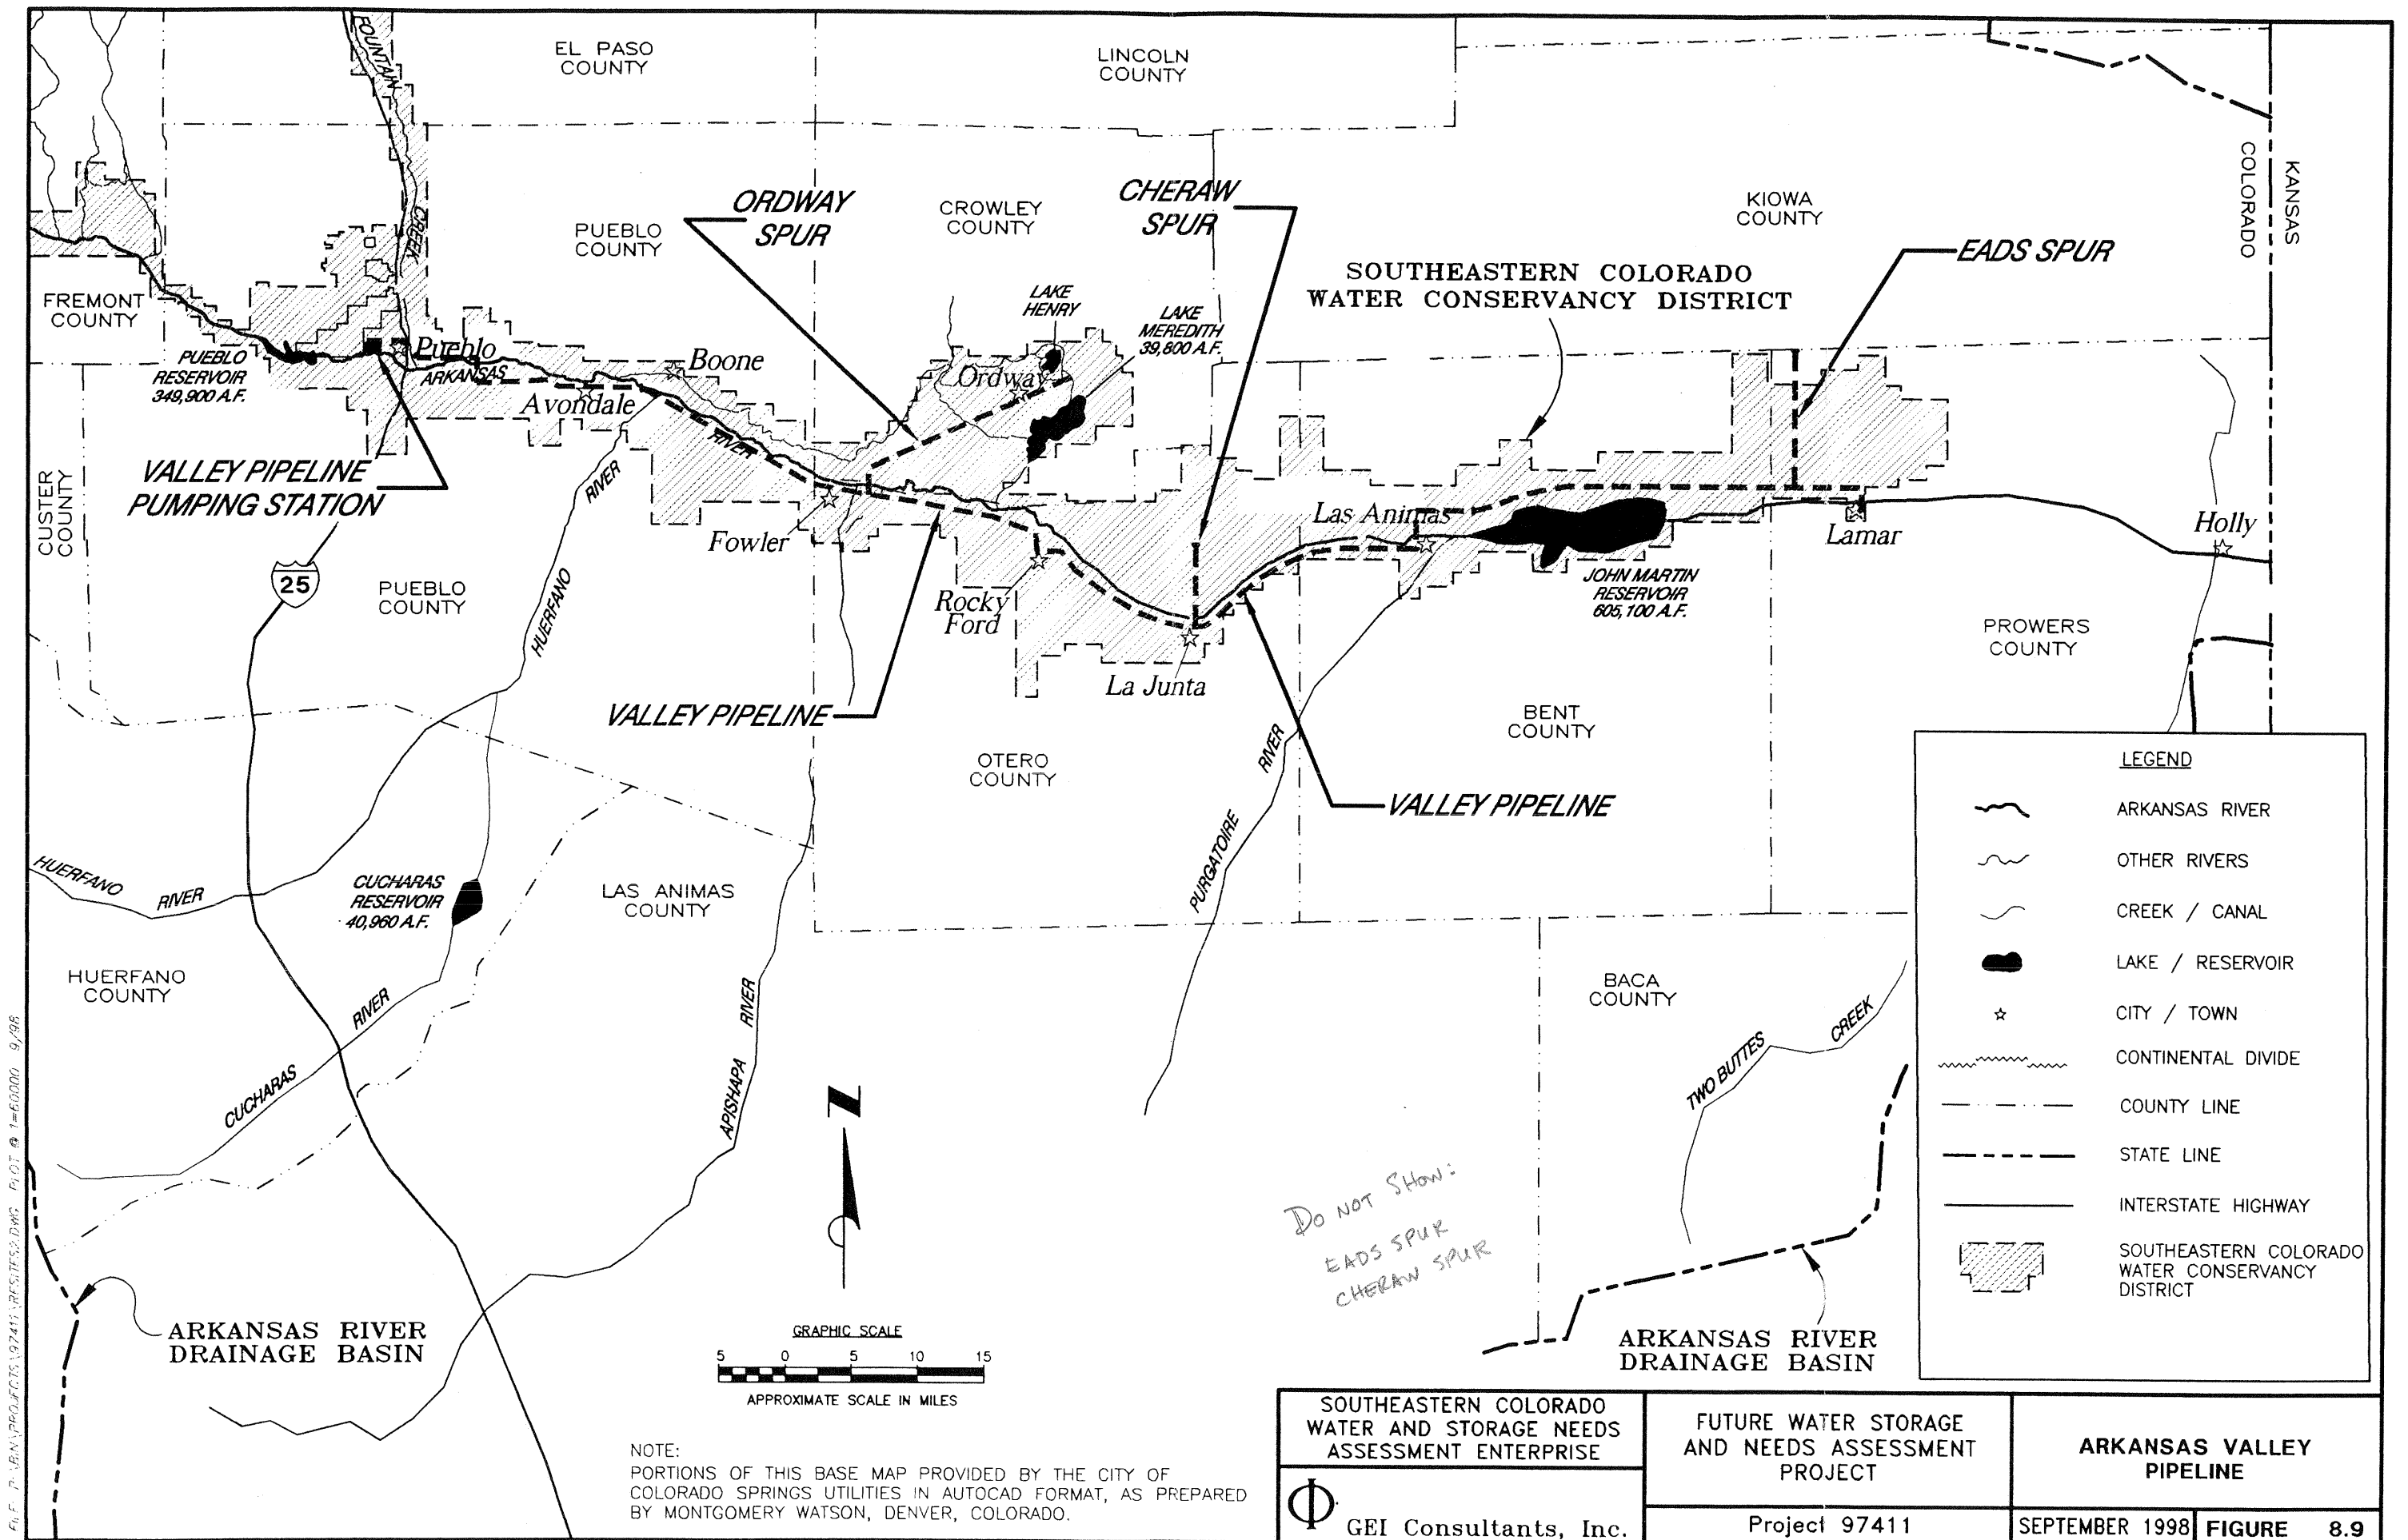 EL PASO
COUNTY
LINCOLN
COUNTY
FOUNTAIN
CREEK
COLORADO
KANSAS
ORDWAY
SPUR
CROWLEY
COUNTY
CHERAW
SPUR
KIOWA
COUNTY
PUEBLO
COUNTY
EADS SPUR
SOUTHEASTERN COLORADO
WATER CONSERVANCY DISTRICT
FREMONT
COUNTY
LAKE
HENRY
LAKE
MEREDITH
39,800 A.F.
PUEBLO
RESERVOIR
349,900 A.F.
Pueblo
ARKANSAS
Boone
Avondale
Ordway
RIVER
VALLEY PIPELINE
PUMPING STATION
CUSTER
COUNTY
RIVER
HUERFANO
Fowler
Las Animas
Lamar
Holly
25
PUEBLO
COUNTY
Rocky
Ford
JOHN MARTIN
RESERVOIR
605,100 A.F.
PROWERS
COUNTY
La Junta
VALLEY PIPELINE
BENT
COUNTY
OTERO
COUNTY
RIVER
PURGATOIRE
VALLEY PIPELINE
HUERFANO
RIVER
CUCHARAS
RESERVOIR
40,960 A.F.
LAS ANIMAS
COUNTY
HUERFANO
COUNTY
RIVER
CUCHARAS
RIVER
APISHAPA
BACA
COUNTY
TWO BUTTES
CREEK
N
DO NOT SHOW:
EADS SPUR
CHERAW SPUR
ARKANSAS RIVER
DRAINAGE BASIN
ARKANSAS RIVER
DRAINAGE BASIN
GRAPHIC SCALE
5 0 5 10 15
APPROXIMATE SCALE IN MILES
NOTE:
PORTIONS OF THIS BASE MAP PROVIDED BY THE CITY OF
COLORADO SPRINGS UTILITIES IN AUTOCAD FORMAT, AS PREPARED
BY MONTGOMERY WATSON, DENVER, COLORADO.
LEGEND
ARKANSAS RIVER
OTHER RIVERS
CREEK / CANAL
LAKE / RESERVOIR
CITY / TOWN
CONTINENTAL DIVIDE
COUNTY LINE
STATE LINE
INTERSTATE HIGHWAY
SOUTHEASTERN COLORADO
WATER CONSERVANCY
DISTRICT
SOUTHEASTERN COLORADO
WATER AND STORAGE NEEDS
ASSESSMENT ENTERPRISE
GEI Consultants, Inc.
FUTURE WATER STORAGE
AND NEEDS ASSESSMENT
PROJECT
Project 97411
ARKANSAS VALLEY
PIPELINE
SEPTEMBER 1998
FIGURE 8.9